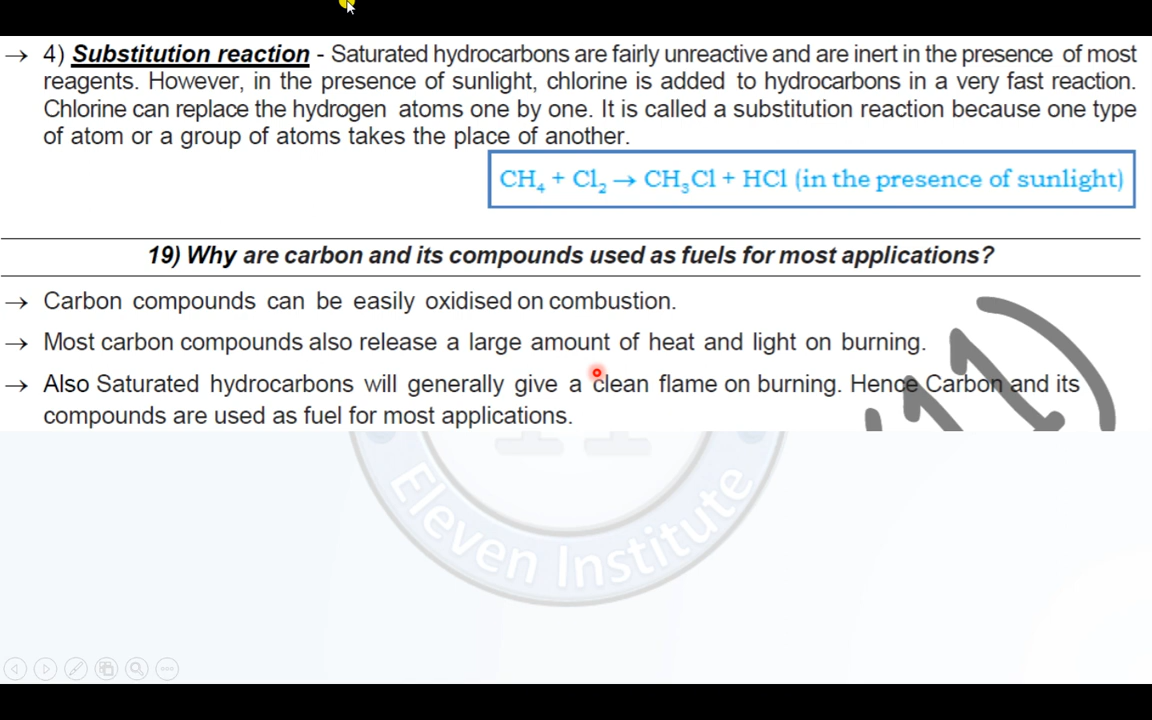 → 4) Substitution reaction - Saturated hydrocarbons are fairly unreactive and are inert in the presence of most
reagents. However, in the presence of sunlight, chlorine is added to hydrocarbons in a very fast reaction.
Chlorine can replace the hydrogen atoms one by one. It is called a substitution reaction because one type
of atom or a group of atoms takes the place of another.
CH₄ + Cl₂ → CH₃Cl + HCl (in the presence of sunlight)
19) Why are carbon and its compounds used as fuels for most applications?
→ Carbon compounds can be easily oxidised on combustion.
→ Most carbon compounds also release a large amount of heat and light on burning.
→ Also Saturated hydrocarbons will generally give a clean flame on burning. Hence Carbon and its
compounds are used as fuel for most applications.
11
Eleven Institute